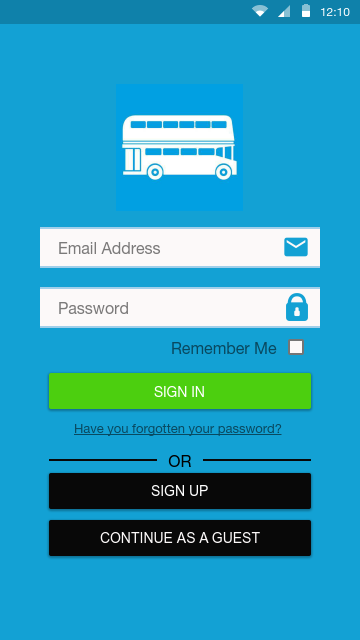 12:10
Email Address
Password
Remember Me
SIGN IN
Have you forgotten your password?
OR
SIGN UP
CONTINUE AS A GUEST